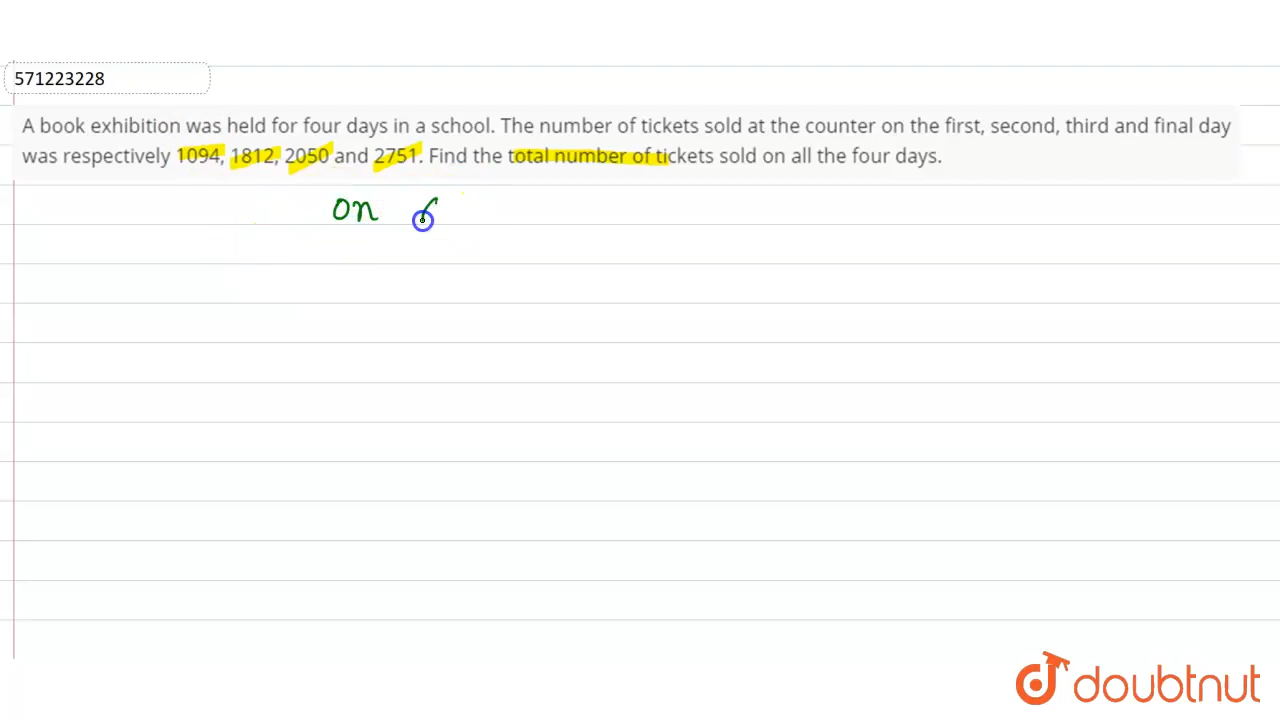 571223228
A book exhibition was held for four days in a school. The number of tickets sold at the counter on the first, second, third and final day
was respectively 1094, 1812, 2050 and 2751. Find the total number of tickets sold on all the four days.
on
doubtnut